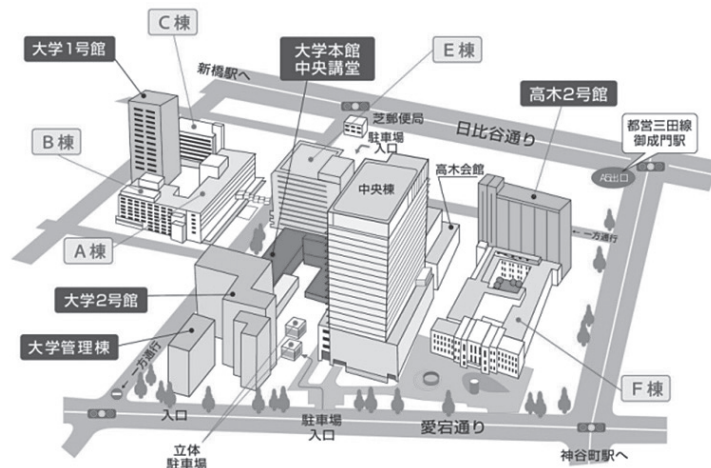 C棟
大学1号館
大学本館
中央講堂
E棟
新橋駅へ
芝郵便局
駐車場
入口
日比谷通り
高木2号館
都営三田線
御成門駅
A5出口
B棟
中央棟
高木会館
←一方通行
A棟
大学2号館
大学管理棟
←一方通行
F棟
入口
立体
駐車場
駐車場
入口
愛宕通り
神谷町駅へ